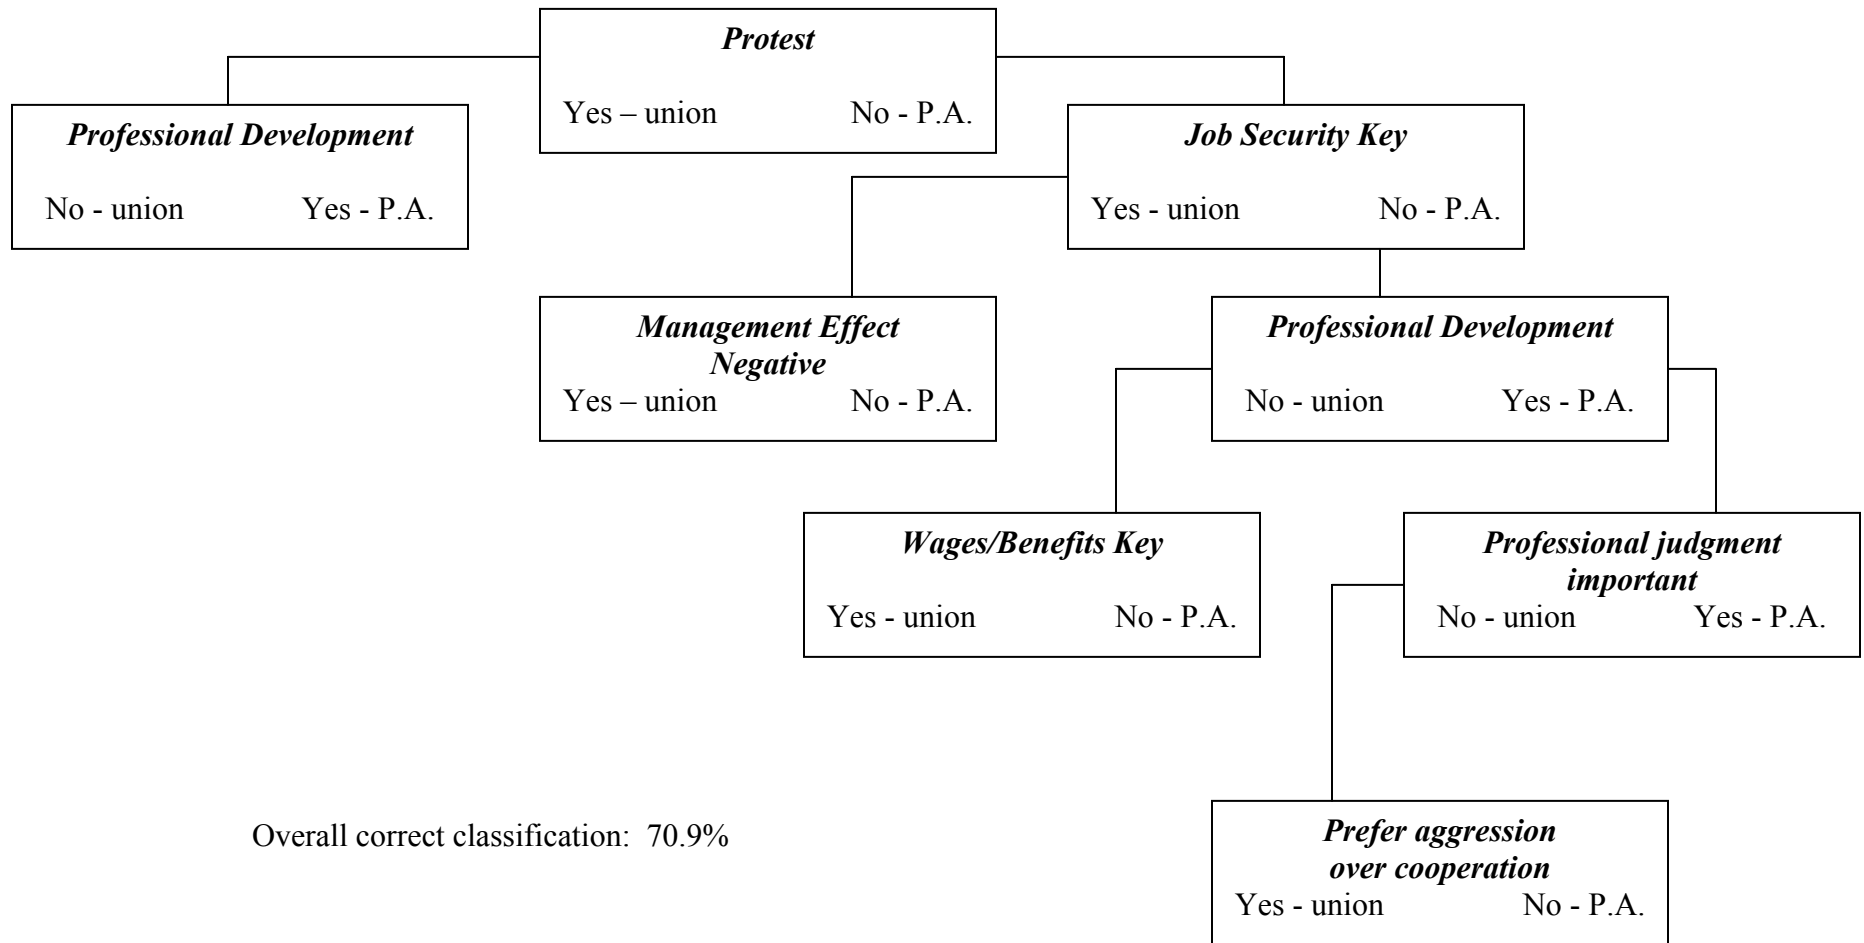 Protest
Yes – union No - P.A.
Professional Development
No - union Yes - P.A.
Job Security Key
Yes - union No - P.A.
Management Effect
Negative
Yes – union No - P.A.
Professional Development
No - union Yes - P.A.
Wages/Benefits Key
Yes - union No - P.A.
Professional judgment
important
No - union Yes - P.A.
Overall correct classification: 70.9%
Prefer aggression
over cooperation
Yes - union No - P.A.